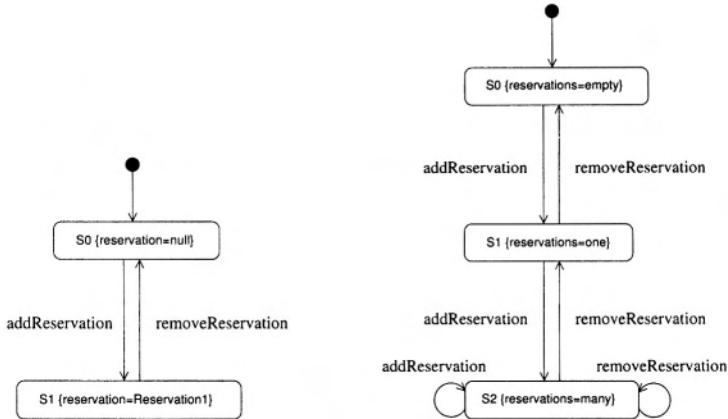 S0 {reservation=null}
addReservation
removeReservation
S1 {reservation=Reservation1}
S0 {reservations=empty}
addReservation
removeReservation
S1 {reservations=one}
addReservation
removeReservation
addReservation
removeReservation
S2 {reservations=many}